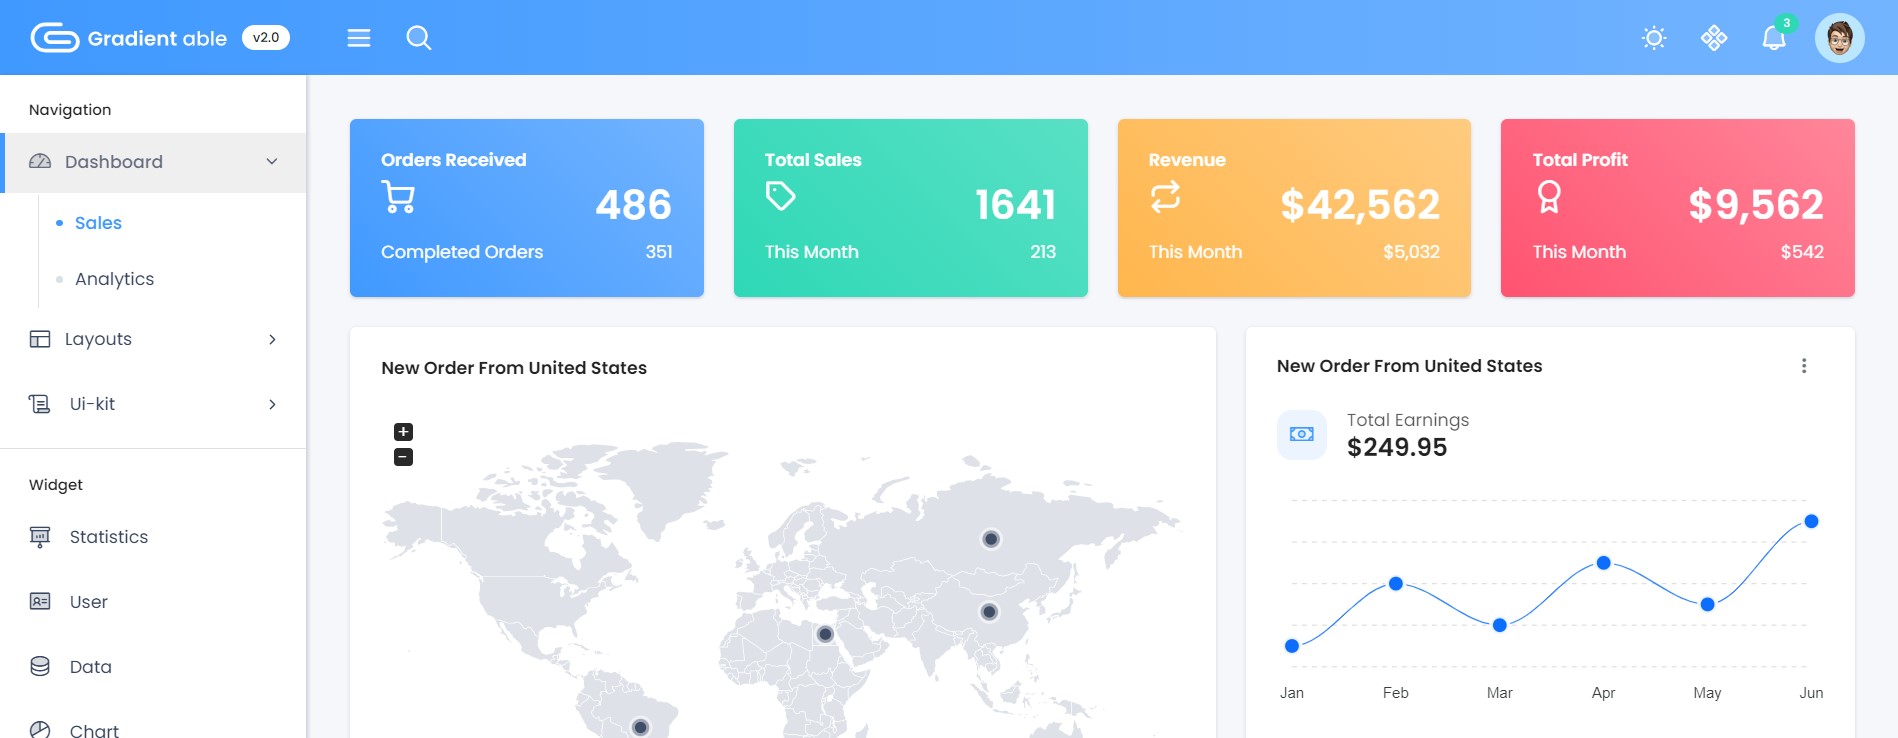 Gradient able v2.0
3
Navigation
Dashboard
Sales
Analytics
Layouts
Ui-kit
Widget
Statistics
User
Data
Chart
Orders Received
486
Completed Orders 351
Total Sales
1641
This Month 213
Revenue
$42,562
This Month $5,032
Total Profit
$9,562
This Month $542
New Order From United States
+
−
New Order From United States
Total Earnings
$249.95
Jan Feb Mar Apr May Jun